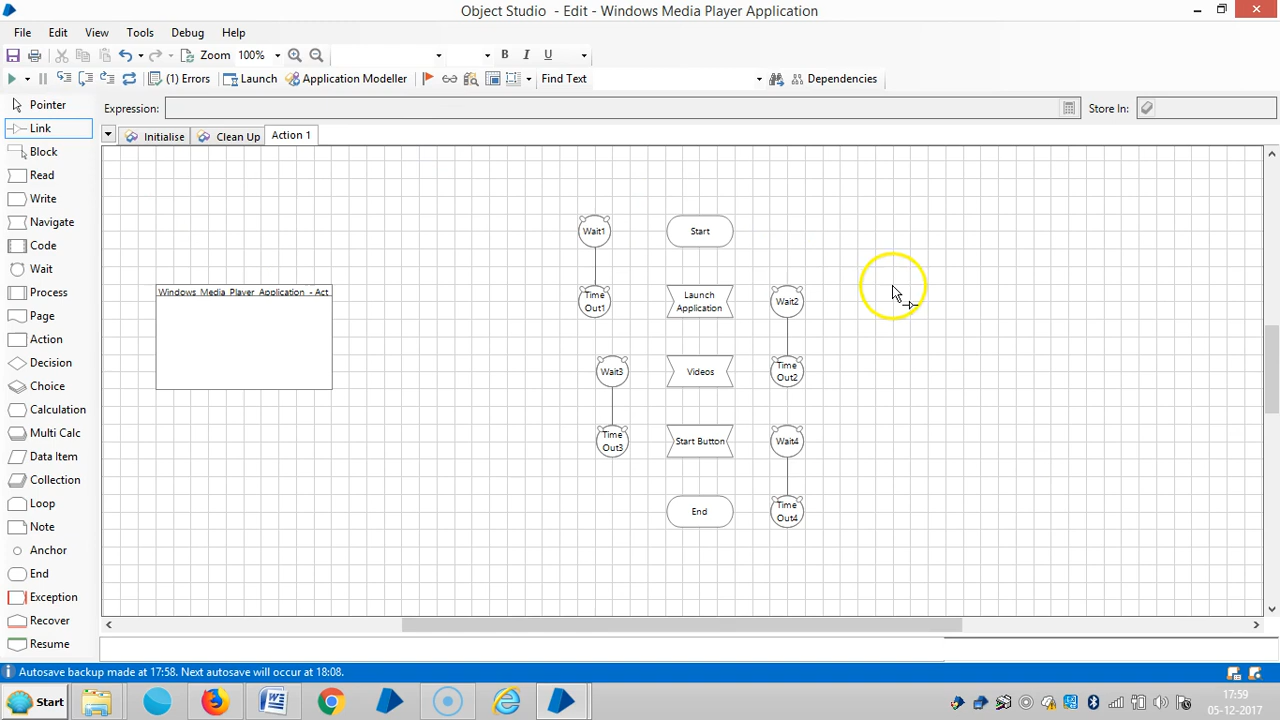 Object Studio - Edit - Windows Media Player Application
File Edit View Tools Debug Help
Zoom 100% B I U
(1) Errors Launch Application Modeller Find Text Dependencies
Pointer
Link
Block
Read
Write
Navigate
Code
Wait
Process
Page
Action
Decision
Choice
Calculation
Multi Calc
Data Item
Collection
Loop
Note
Anchor
End
Exception
Recover
Resume
Expression: Store In:
Initialise Clean Up Action 1
Wait1 Start
Windows Media Player Application - Act
Time
Out1
Launch
Application
Wait2
Wait3 Videos
Time
Out2
Time
Out3
Start Button Wait4
End
Time
Out4
Autosave backup made at 17:58. Next autosave will occur at 18:08.
Start
17:59
05-12-2017